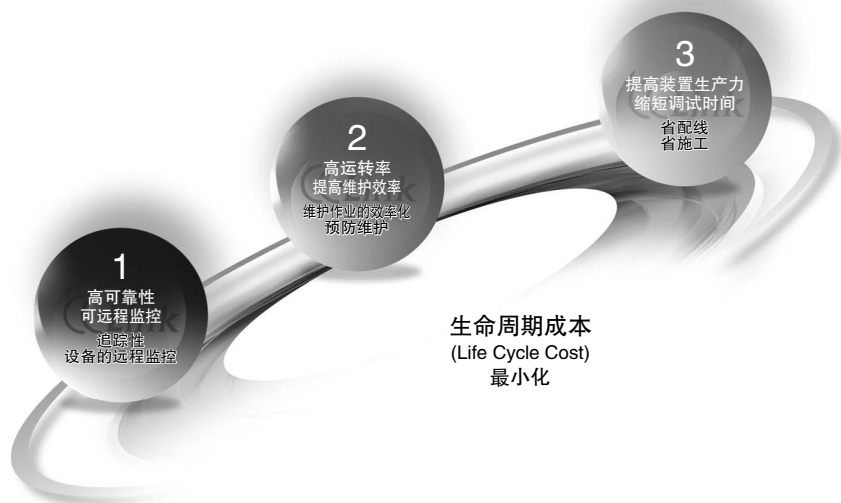 1
高可靠性
可远程监控
追踪性
设备的远程监控
2
高运转率
提高维护效率
维护作业的效率化
预防维护
3
提高装置生产力
缩短调试时间
省配线
省施工
生命周期成本
(Life Cycle Cost)
最小化